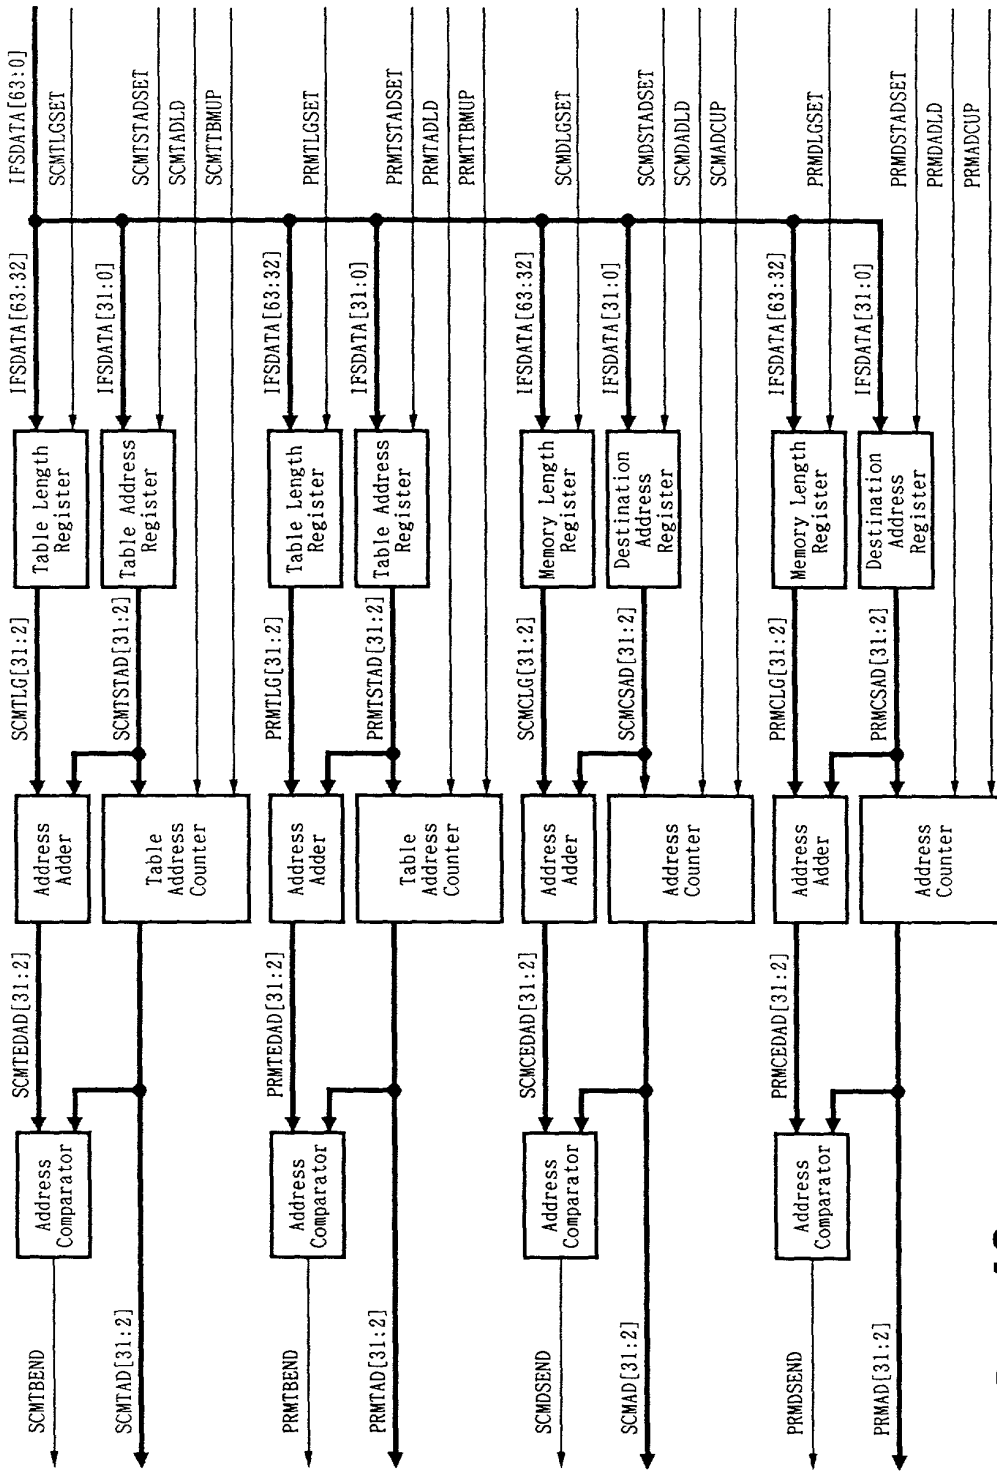 SCMTBEND
SCMTAD[31:2]
Address
Comparator
SCMTEDAD[31:2]
Address
Adder
Table
Address
Counter
SCMTLG[31:2]
SCMTSTAD[31:2]
Table Length
Register
Table Address
Register
IFSDATA[63:32]
IFSDATA[31:0]
IFSDATA[63:0]
SCMTLGSET
SCMTSTADSET
SCMTADLD
SCMTTBMUP
PRMTBEND
PRMTAD[31:2]
Address
Comparator
PRMTEDAD[31:2]
Address
Adder
Table
Address
Counter
PRMTLG[31:2]
PRMTSTAD[31:2]
Table Length
Register
Table Address
Register
IFSDATA[63:32]
IFSDATA[31:0]
PRMTLGSET
PRMTSTADSET
PRMTADLD
PRMTTBMUP
SCMDSEND
SCMAD[31:2]
Address
Comparator
SCMCEDAD[31:2]
Address
Adder
Address
Counter
SCMCLG[31:2]
SCMCSAD[31:2]
Memory Length
Register
Destination
Address
Register
IFSDATA[63:32]
IFSDATA[31:0]
SCMDLGSET
SCMDSTADSET
SCMDADLD
SCMADCUP
PRMDSEND
PRMAD[31:2]
Address
Comparator
PRMCEDAD[31:2]
Address
Adder
Address
Counter
PRMCLG[31:2]
PRMCSAD[31:2]
Memory Length
Register
Destination
Address
Register
IFSDATA[63:32]
IFSDATA[31:0]
PRMDLGSET
PRMDSTADSET
PRMDADLD
PRMADCUP